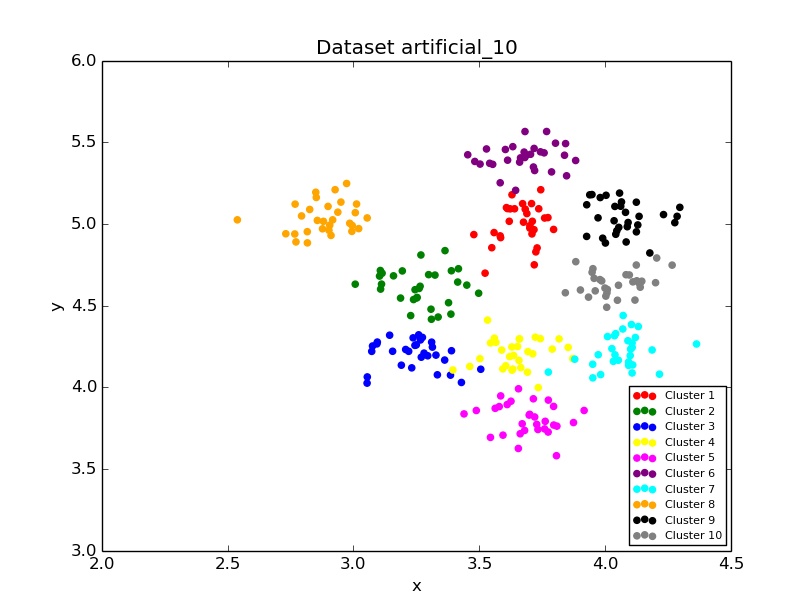 Dataset artificial_10
6.0
5.5
5.0
4.5
4.0
3.5
3.0
y
2.0
2.5
3.0
3.5
4.0
4.5
x
Cluster 1
Cluster 2
Cluster 3
Cluster 4
Cluster 5
Cluster 6
Cluster 7
Cluster 8
Cluster 9
Cluster 10